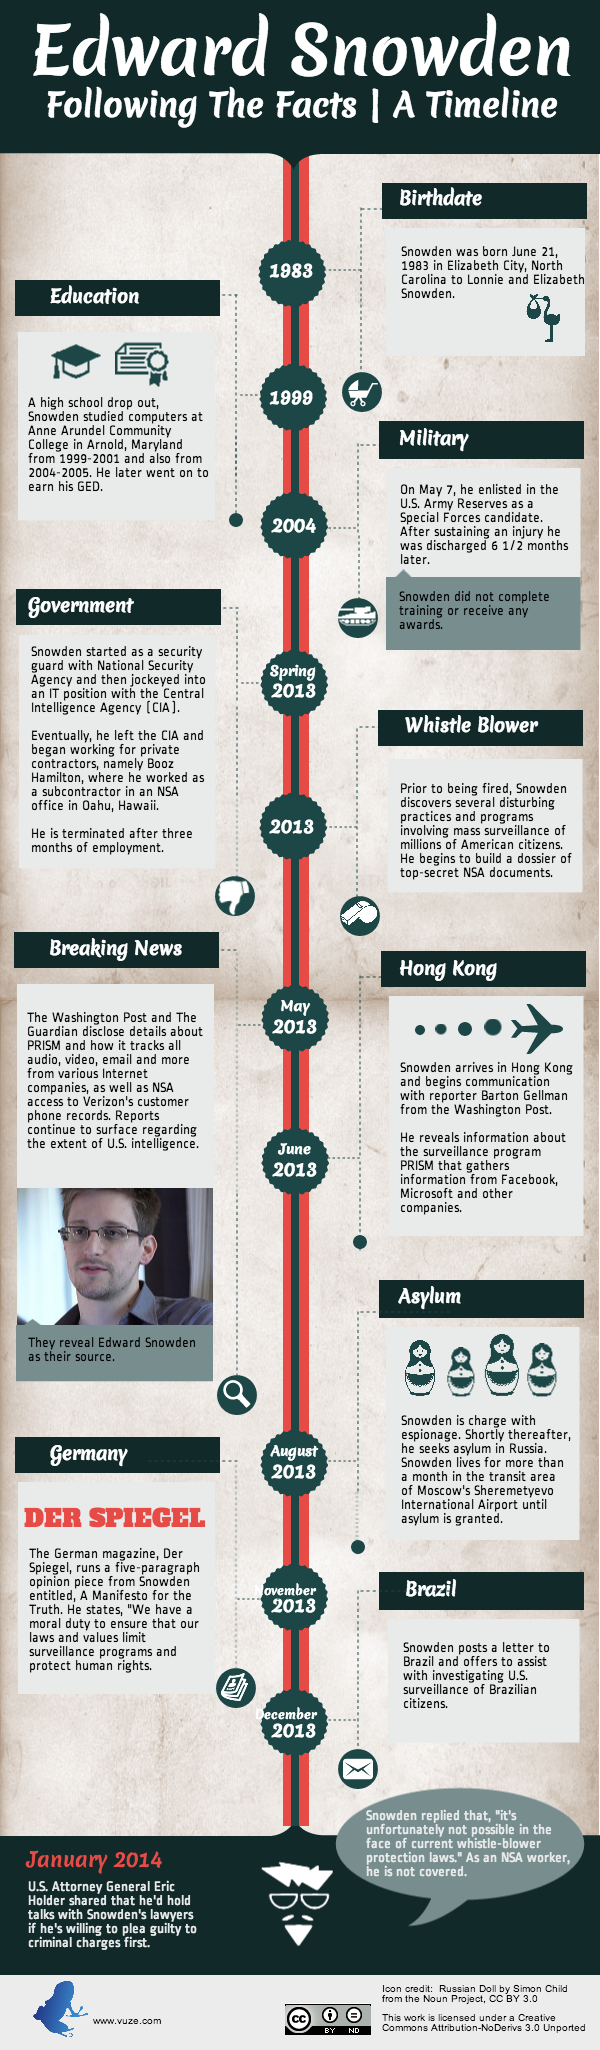 Edward Snowden
Following The Facts | A Timeline
Birthdate
Snowden was born June 21,
1983 in Elizabeth City, North
Carolina to Lonnie and Elizabeth
Snowden.
1983
Education
A high school drop out,
Snowden studied computers at
Anne Arundel Community
College in Arnold, Maryland
from 1999-2001 and also from
2004-2005. He later went on to
earn his GED.
1999
Military
On May 7, he enlisted in the
U.S. Army Reserves as a
Special Forces candidate.
After sustaining an injury he
was discharged 6 1/2 months
later.
Snowden did not complete
training or receive any
awards.
2004
Government
Snowden started as a security
guard with National Security
Agency and then jockeyed into
an IT position with the Central
Intelligence Agency [CIA].
Eventually, he left the CIA and
began working for private
contractors, namely Booz
Hamilton, where he worked as
a subcontractor in an NSA
office in Oahu, Hawaii.
He is terminated after three
months of employment.
Spring
2013
Whistle Blower
Prior to being fired, Snowden
discovers several disturbing
practices and programs
involving mass surveillance of
millions of American citizens.
He begins to build a dossier of
top-secret NSA documents.
2013
Breaking News
The Washington Post and The
Guardian disclose details about
PRISM and how it tracks all
audio, video, email and more
from various Internet
companies, as well as NSA
access to Verizon's customer
phone records. Reports
continue to surface regarding
the extent of U.S. intelligence.
They reveal Edward Snowden
as their source.
May
2013
Hong Kong
Snowden arrives in Hong Kong
and begins communication
with reporter Barton Gellman
from the Washington Post.
He reveals information about
the surveillance program
PRISM that gathers
information from Facebook,
Microsoft and other
companies.
June
2013
Asylum
Snowden is charge with
espionage. Shortly thereafter,
he seeks asylum in Russia.
Snowden lives for more than
a month in the transit area
of Moscow's Sheremetyevo
International Airport until
asylum is granted.
August
2013
Germany
DER SPIEGEL
The German magazine, Der
Spiegel, runs a five-paragraph
opinion piece from Snowden
entitled, A Manifesto for the
Truth. He states, "We have a
moral duty to ensure that our
laws and values limit
surveillance programs and
protect human rights.
November
2013
Brazil
Snowden posts a letter to
Brazil and offers to assist
with investigating U.S.
surveillance of Brazilian
citizens.
December
2013
Snowden replied that, "it's
unfortunately not possible in the
face of current whistle-blower
protection laws." As an NSA worker,
he is not covered.
January 2014
U.S. Attorney General Eric
Holder shared that he'd hold
talks with Snowden's lawyers
if he's willing to plea guilty to
criminal charges first.
www.vuze.com
cc BY ND
Icon credit: Russian Doll by Simon Child
from the Noun Project, CC BY 3.0
This work is licensed under a Creative
Commons Attribution-NoDerivs 3.0 Unported